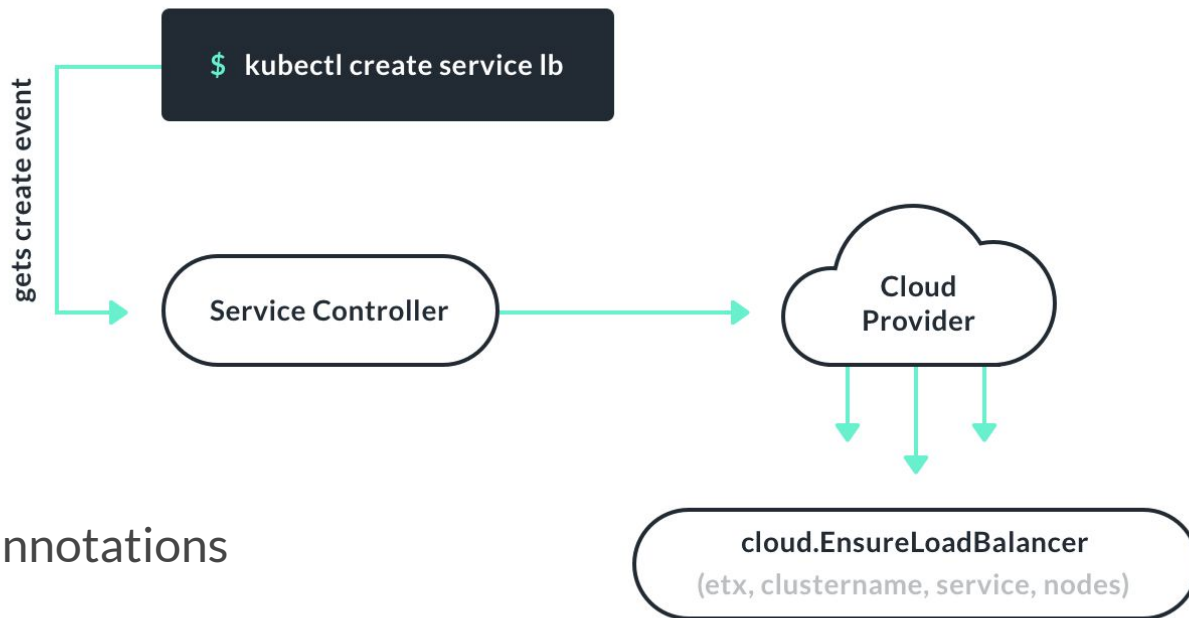 $ kubectl create service lb
gets create event
Service Controller
Cloud
Provider
nnotations
cloud.EnsureLoadBalancer
(etx, clustername, service, nodes)